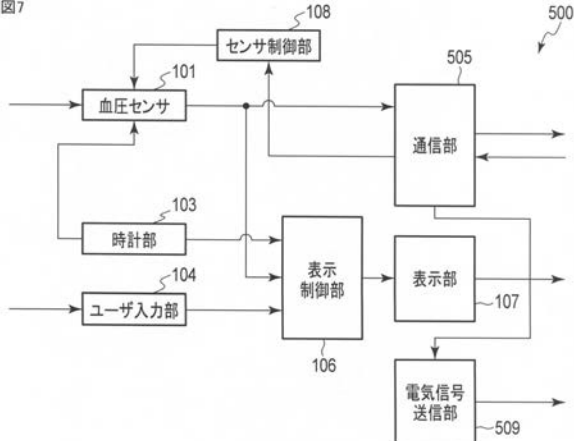 図7
108
500
センサ制御部
101
505
血圧センサ
通信部
103
時計部
104
表示
制御部
表示部
ユーザ入力部
107
106
電気信号
送信部
509